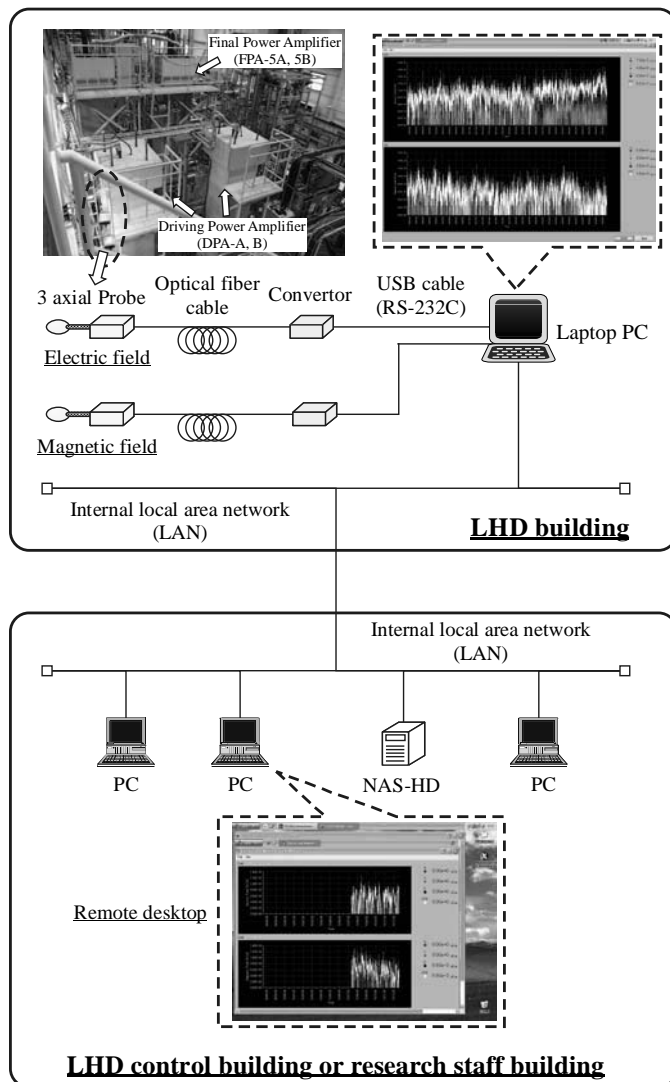 Final Power Amplifier
(FPA-5A, 5B)
Driving Power Amplifier
(DPA-A, B)
3 axial Probe
Optical fiber
cable
Convertor
USB cable
(RS-232C)
Laptop PC
Electric field
Magnetic field
Internal local area network
(LAN)
LHD building
Internal local area network
(LAN)
PC
PC
NAS-HD
PC
Remote desktop
LHD control building or research staff building